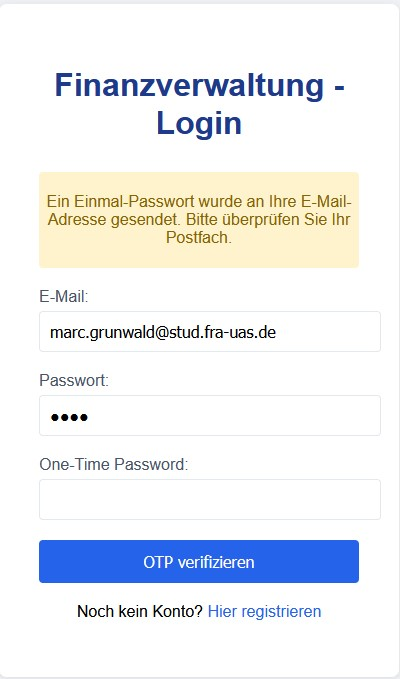 Finanzverwaltung -
Login
Ein Einmal-Passwort wurde an Ihre E-Mail-
Adresse gesendet. Bitte überprüfen Sie Ihr
Postfach.
E-Mail:
marc.grunwald@stud.fra-uas.de
Passwort:
●●●●
One-Time Password:
OTP verifizieren
Noch kein Konto? Hier registrieren